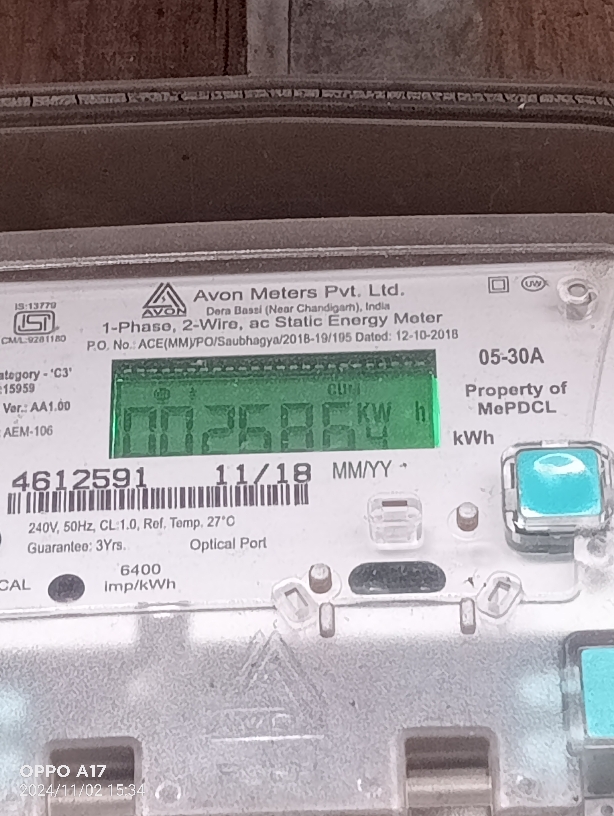 IS:13779
CM/L:9281180
AVON
Avon Meters Pvt. Ltd.
Dera Bassi (Near Chandigarh), India
1-Phase, 2-Wire, ac Static Energy Meter
P.O. No.: ACE(MM)/PO/Saubhagya/2018-19/195 Dated: 12-10-2018
UW
ategory - 'C3'
15959
Ver.: AA1.00
AEM-106
05-30A
Property of
MePDCL
CUM
KW h
kWh
4612591 11/18 MM/YY
240V, 50Hz, CL:1.0, Ref. Temp. 27°C
Guarantee: 3Yrs. Optical Port
CAL
6400
imp/kWh
OPPO A17
2024/11/02 15:34